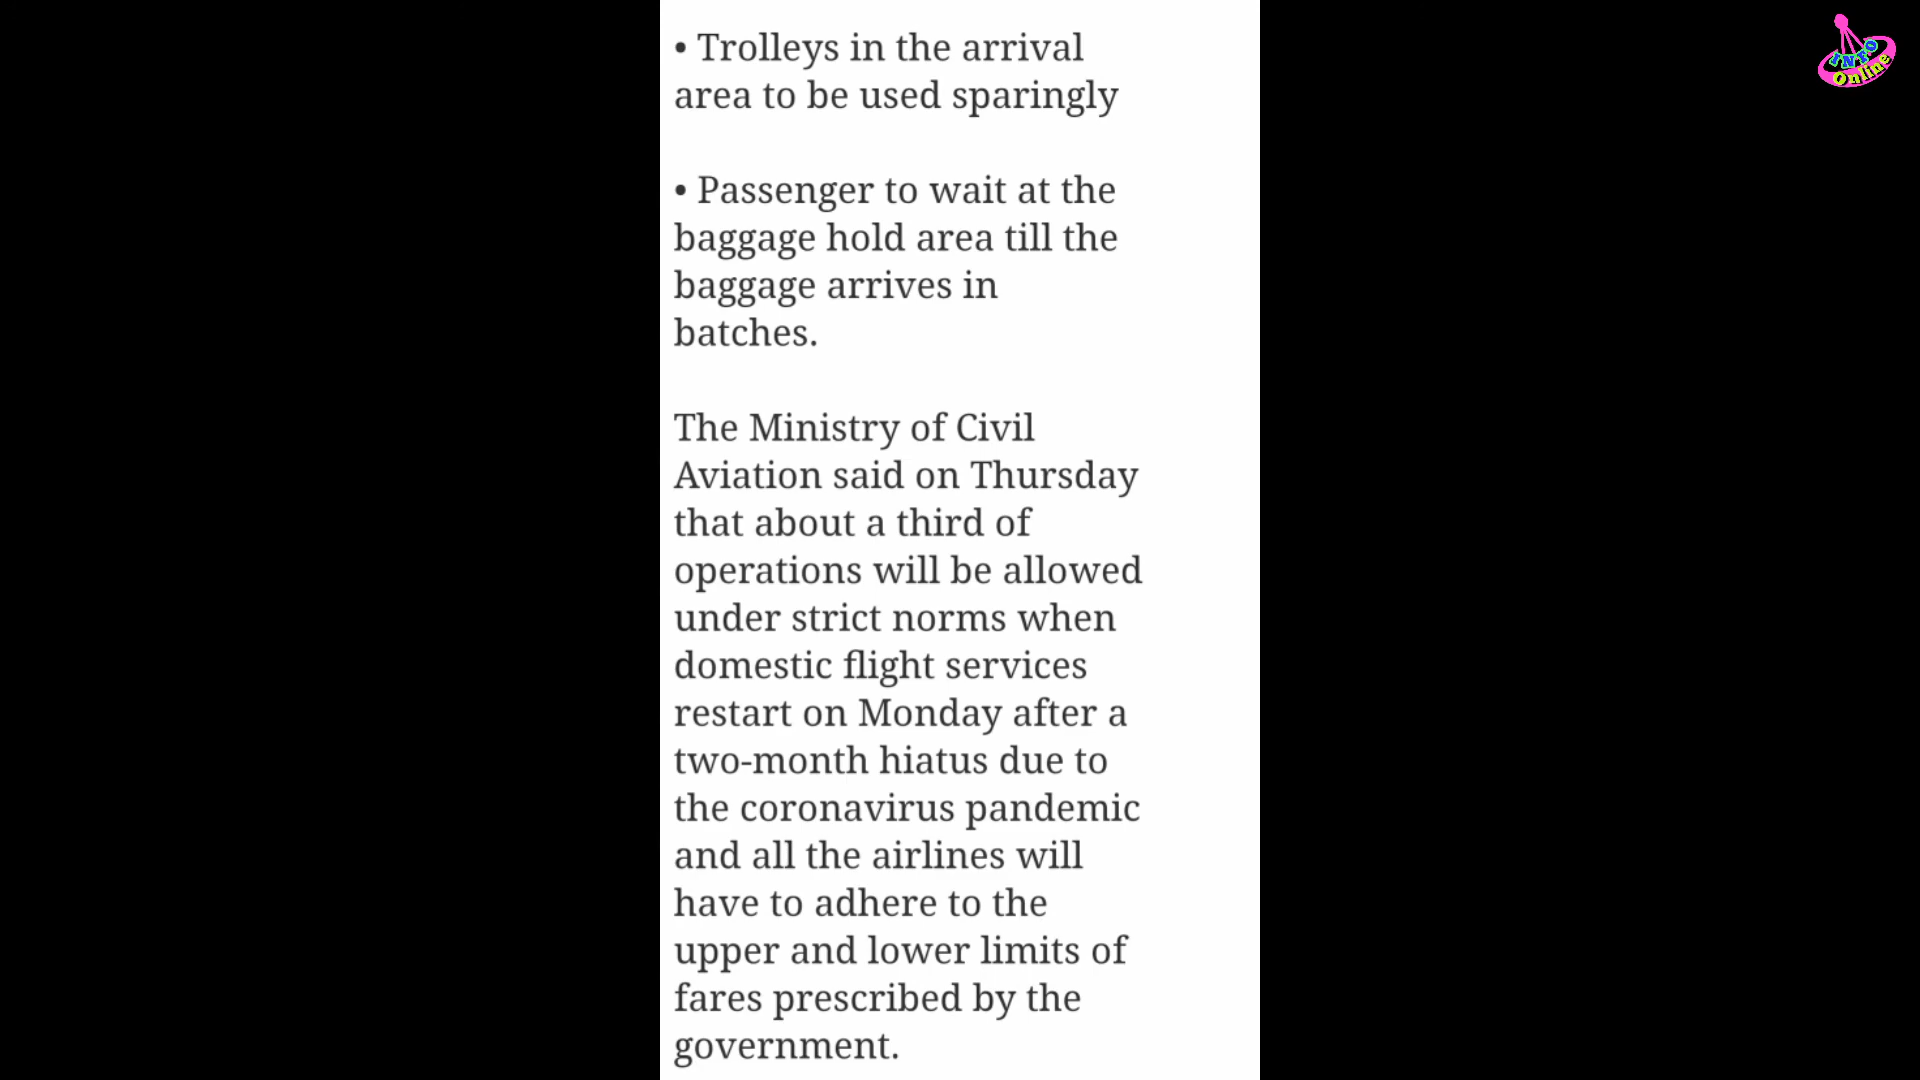 • Trolleys in the arrival
area to be used sparingly
• Passenger to wait at the
baggage hold area till the
baggage arrives in
batches.
The Ministry of Civil
Aviation said on Thursday
that about a third of
operations will be allowed
under strict norms when
domestic flight services
restart on Monday after a
two-month hiatus due to
the coronavirus pandemic
and all the airlines will
have to adhere to the
upper and lower limits of
fares prescribed by the
government.
INFO
Online